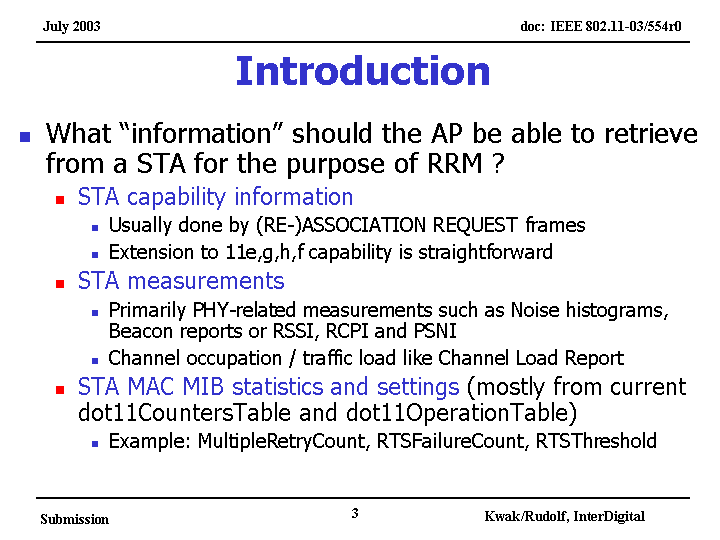 July 2003
doc: IEEE 802.11-03/554r0
Introduction
What “information” should the AP be able to retrieve
from a STA for the purpose of RRM ?
STA capability information
Usually done by (RE-)ASSOCIATION REQUEST frames
Extension to 11e,g,h,f capability is straightforward
STA measurements
Primarily PHY-related measurements such as Noise histograms,
Beacon reports or RSSI, RCPI and PSNI
Channel occupation / traffic load like Channel Load Report
STA MAC MIB statistics and settings (mostly from current
dot11CountersTable and dot11OperationTable)
Example: MultipleRetryCount, RTSFailureCount, RTSThreshold
Submission
3
Kwak/Rudolf, InterDigital